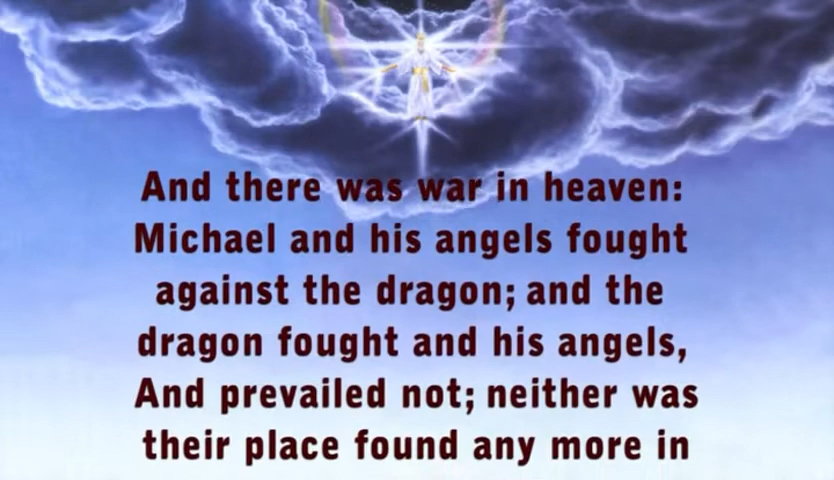 And there was war in heaven:
Michael and his angels fought
against the dragon; and the
dragon fought and his angels,
And prevailed not; neither was
their place found any more in